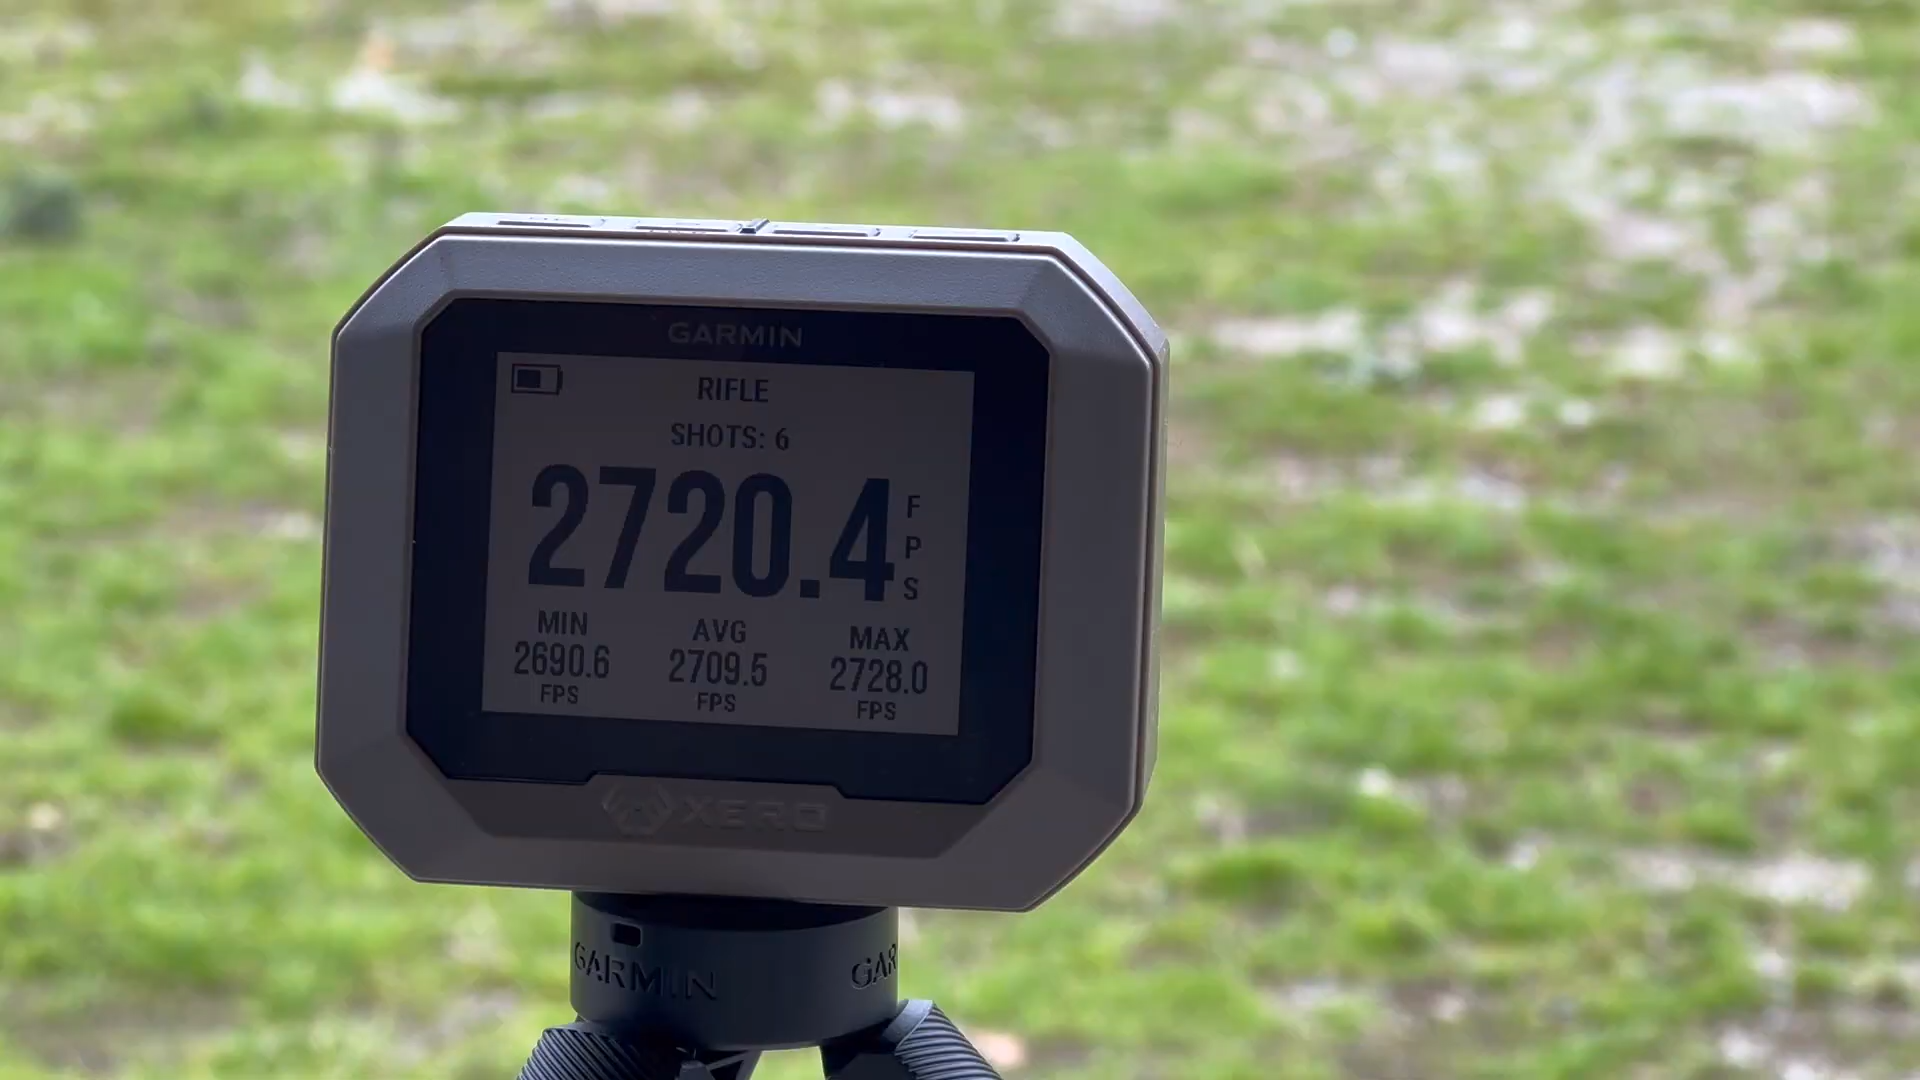 GARMIN
RIFLE
SHOTS: 6
2720.4 FPS
MIN AVG MAX
2690.6 2709.5 2728.0
FPS FPS FPS
XERO
GARMIN GAR